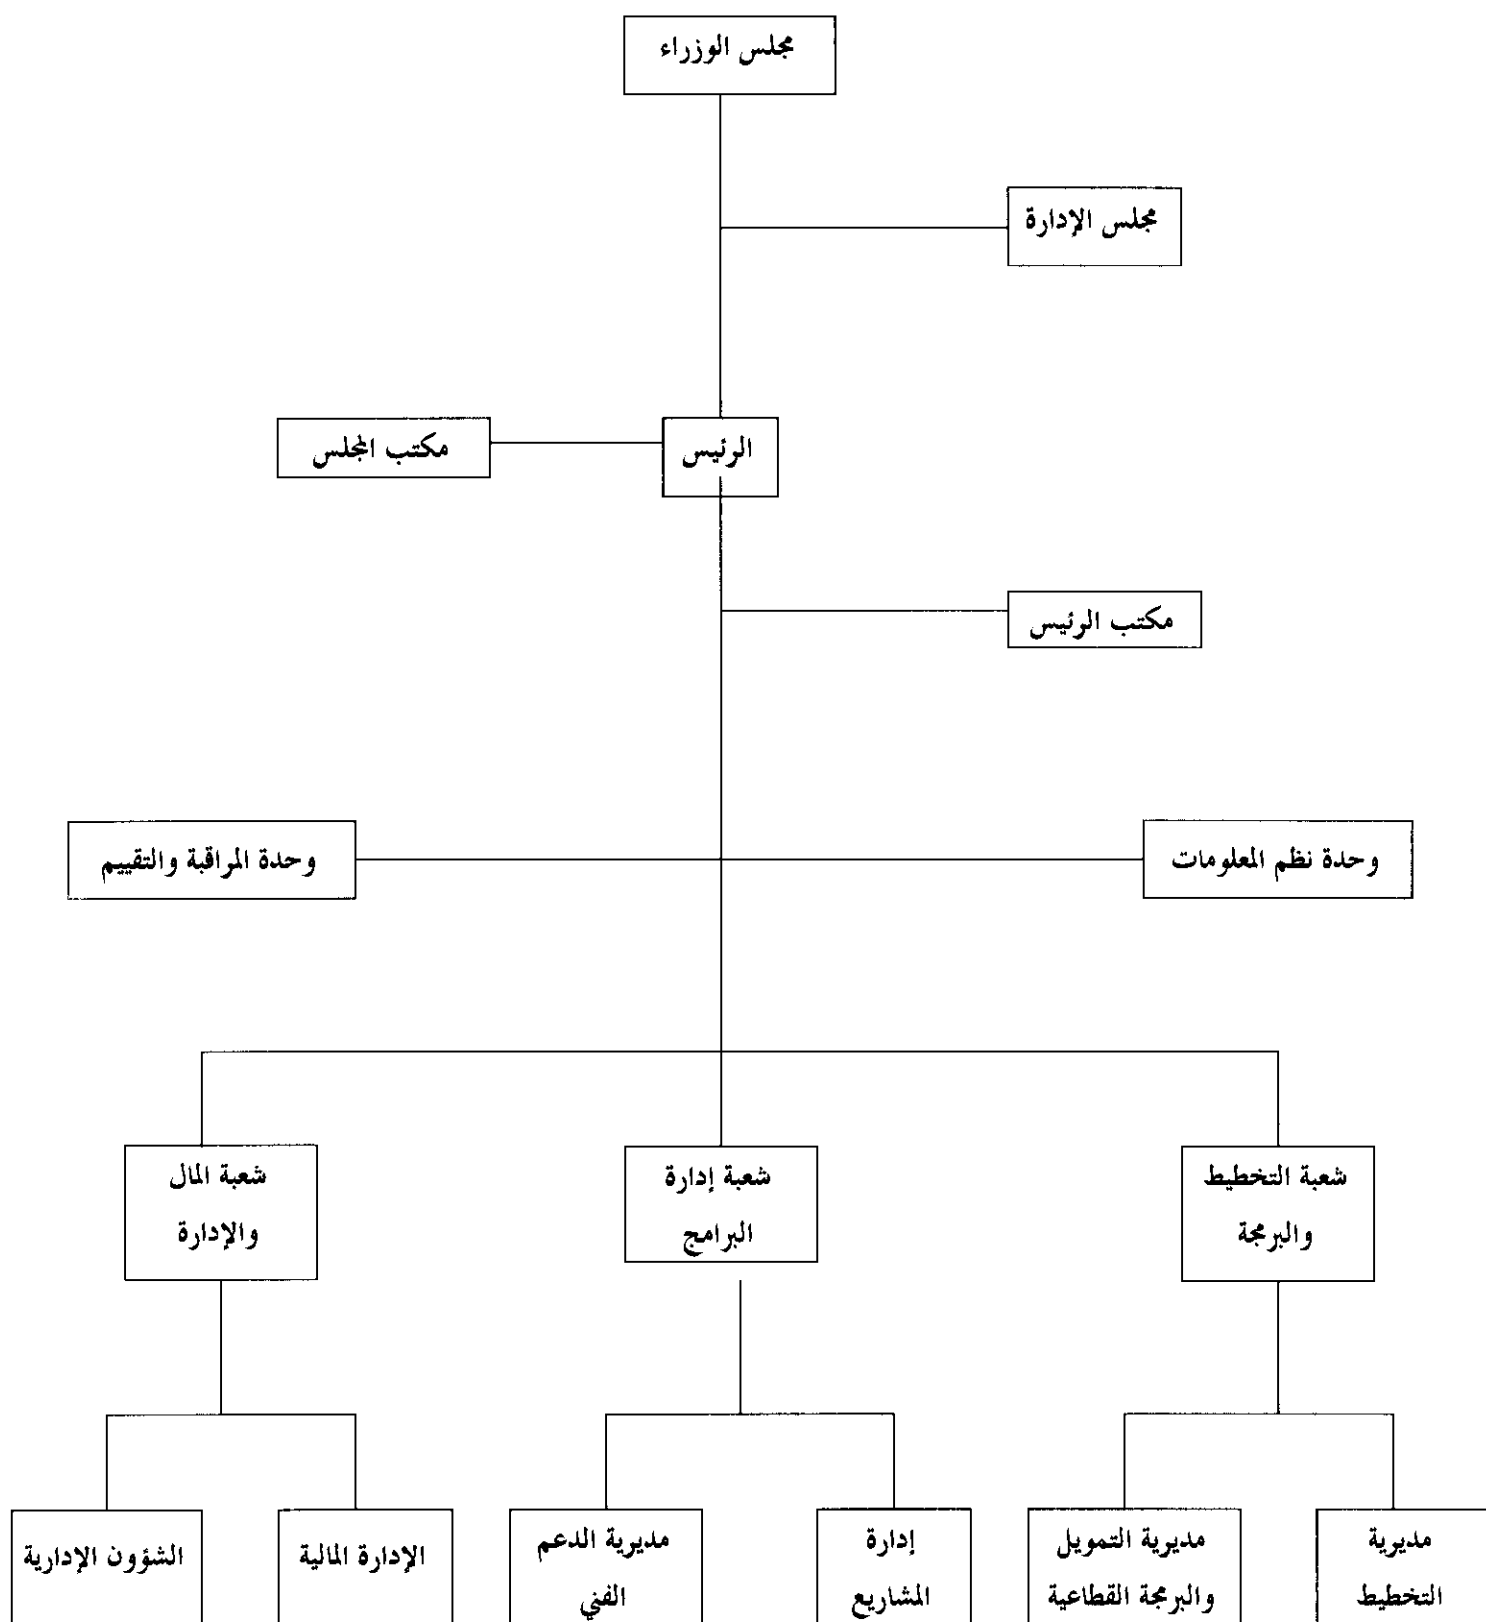 مجلس الوزراء
مجلس الإدارة
الرئيس
مكتب المجلس
مكتب الرئيس
وحدة نظم المعلومات
وحدة المراقبة والتقييم
شعبة التخطيط
والبرمجة
شعبة إدارة
البرامج
شعبة المال
والإدارة
مديرية
التخطيط
مديرية التمويل
والبرمجة القطاعية
إدارة
المشاريع
مديرية الدعم
الفني
الإدارة المالية
الشؤون الإدارية